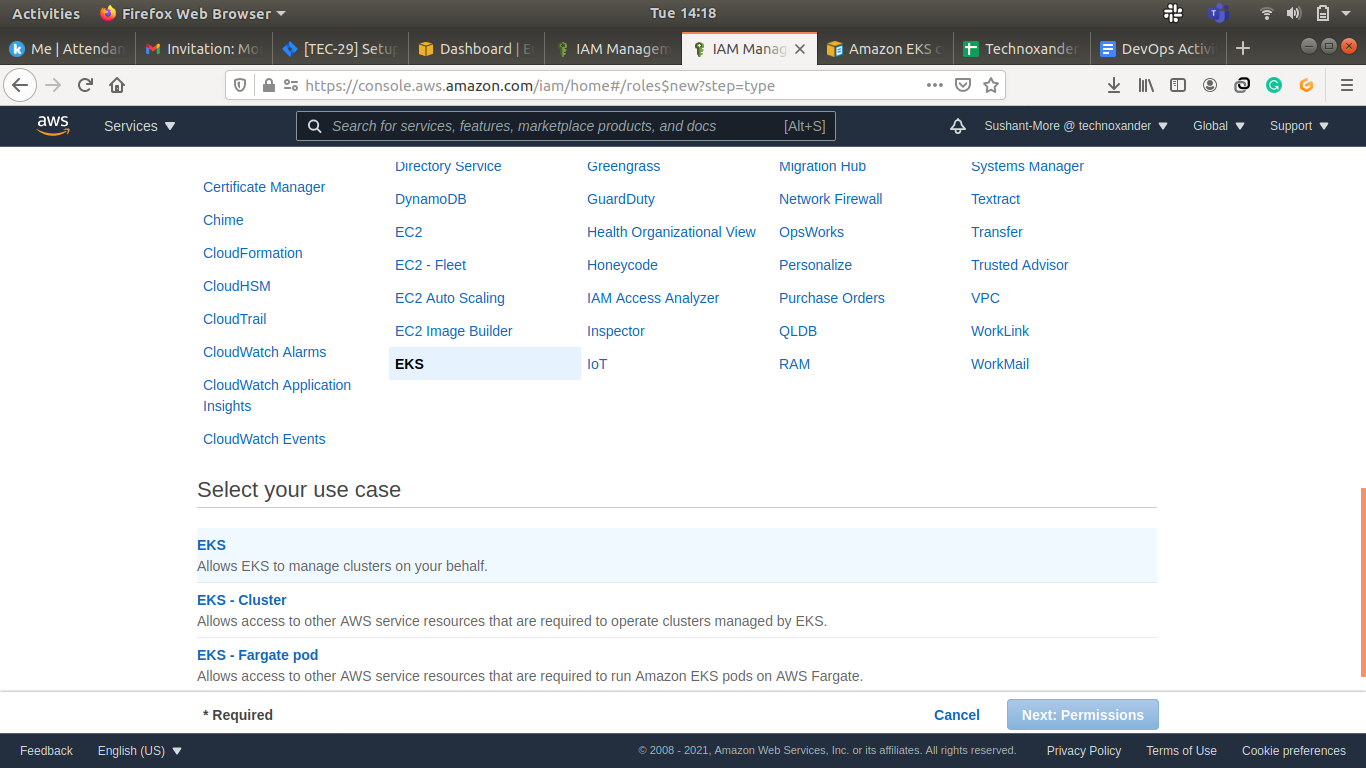 Activities
Firefox Web Browser
Tue 14:18
Me | Attendan
Invitation: Mo
[TEC-29] Setup
Dashboard | E
IAM Managem
IAM Manag
Amazon EKS c
Technoxander
DevOps Activi
https://console.aws.amazon.com/iam/home#/roles$new?step=type
aws
Services
Search for services, features, marketplace products, and docs
[Alt+S]
Sushant-More @ technoxander
Global
Support
Certificate Manager
Chime
CloudFormation
CloudHSM
CloudTrail
CloudWatch Alarms
CloudWatch Application
Insights
CloudWatch Events
Directory Service
DynamoDB
EC2
EC2 - Fleet
EC2 Auto Scaling
EC2 Image Builder
EKS
Greengrass
GuardDuty
Health Organizational View
Honeycode
IAM Access Analyzer
Inspector
IoT
Migration Hub
Network Firewall
OpsWorks
Personalize
Purchase Orders
QLDB
RAM
Systems Manager
Textract
Transfer
Trusted Advisor
VPC
WorkLink
WorkMail
Select your use case
EKS
Allows EKS to manage clusters on your behalf.
EKS - Cluster
Allows access to other AWS service resources that are required to operate clusters managed by EKS.
EKS - Fargate pod
Allows access to other AWS service resources that are required to run Amazon EKS pods on AWS Fargate.
* Required
Cancel
Next: Permissions
Feedback
English (US)
© 2008 - 2021, Amazon Web Services, Inc. or its affiliates. All rights reserved.
Privacy Policy
Terms of Use
Cookie preferences